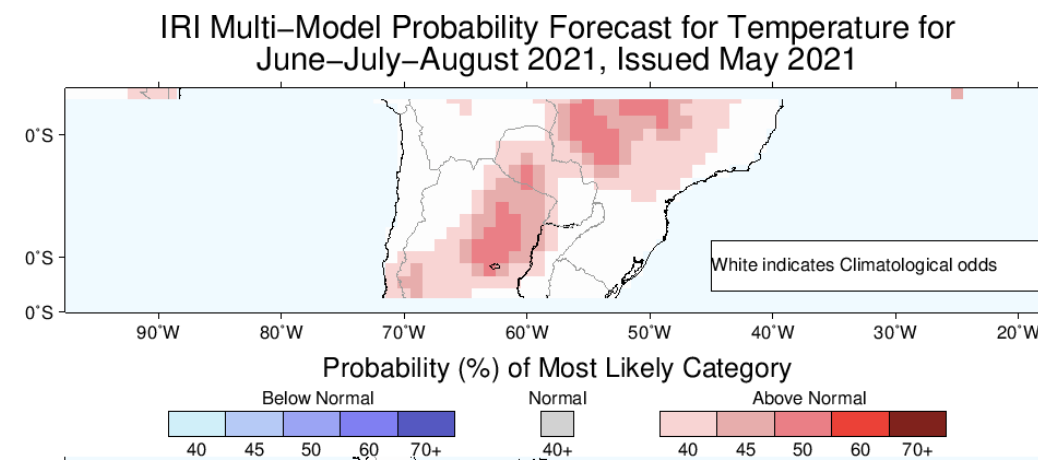 IRI Multi−Model Probability Forecast for Temperature for
June−July−August 2021, Issued May 2021
0˚S
0˚S
White indicates Climatological odds
0˚S
90˚W 80˚W 70˚W 60˚W 50˚W 40˚W 30˚W 20˚W
Probability (%) of Most Likely Category
Below Normal Normal Above Normal
40 45 50 60 70+ 40+ 40 45 50 60 70+